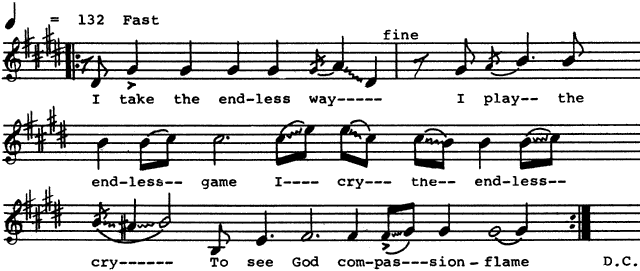 = 132 Fast
fine
I take the end-less way----- I play-- the
end-less-- game I---- cry--- the-- end-less--
cry------ To see God com-pas---sion-flame D.C.